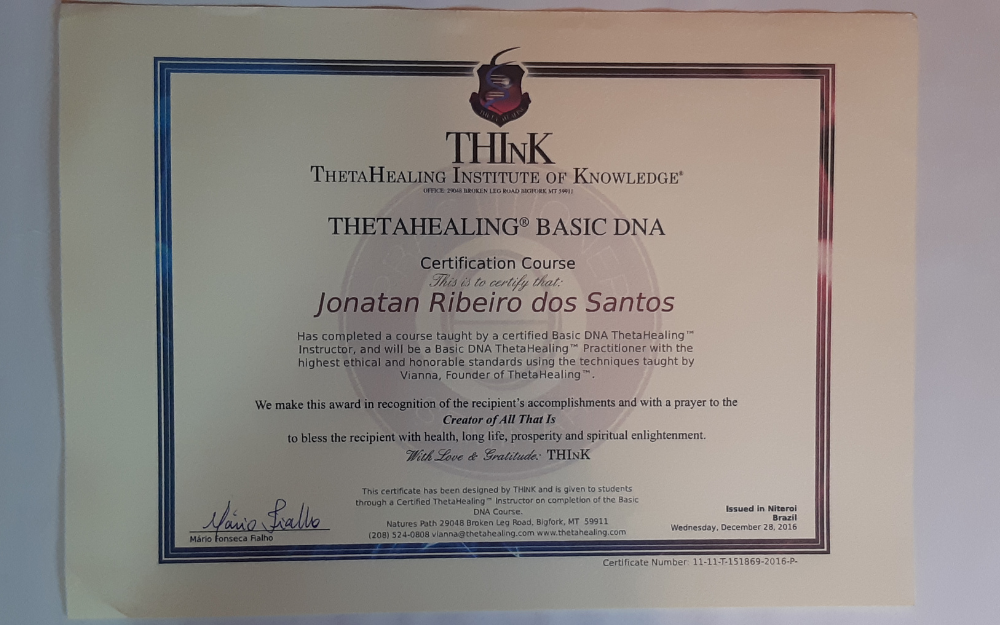 THInK
ThetaHealing Institute of Knowledge®
(OFFICE: 29048 BROKEN LEG ROAD BIGFORK MT 59911)
THETAHEALING® BASIC DNA
Certification Course
This is to certify that:
Jonatan Ribeiro dos Santos
Has completed a course taught by a certified Basic DNA ThetaHealing™
Instructor, and will be a Basic DNA ThetaHealing™ Practitioner with the
highest ethical and honorable standards using the techniques taught by
Vianna, Founder of ThetaHealing™.
We make this award in recognition of the recipient's accomplishments and with a prayer to the
Creator of All That Is
to bless the recipient with health, long life, prosperity and spiritual enlightenment.
With Love & Gratitude: THInK
This certificate has been designed by THINK and is given to students
through a Certified ThetaHealing™ Instructor on completion of the Basic
DNA Course.
Natures Path 29048 Broken Leg Road, Bigfork, MT 59911
(208) 524-0808 vianna@thetahealing.com www.thetahealing.com
Mário Fialho
Mário Fonseca Fialho
Issued in Niteroi
Brazil
Wednesday, December 28, 2016
Certificate Number: 11-11-T-151869-2016-P-